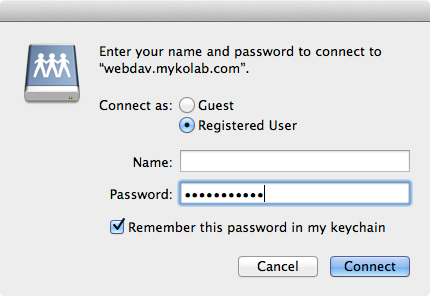 Enter your name and password to connect to
“webdav.mykolab.com”.
Connect as: Guest
Registered User
Name:
Password: •••••••••••
Remember this password in my keychain
Cancel Connect